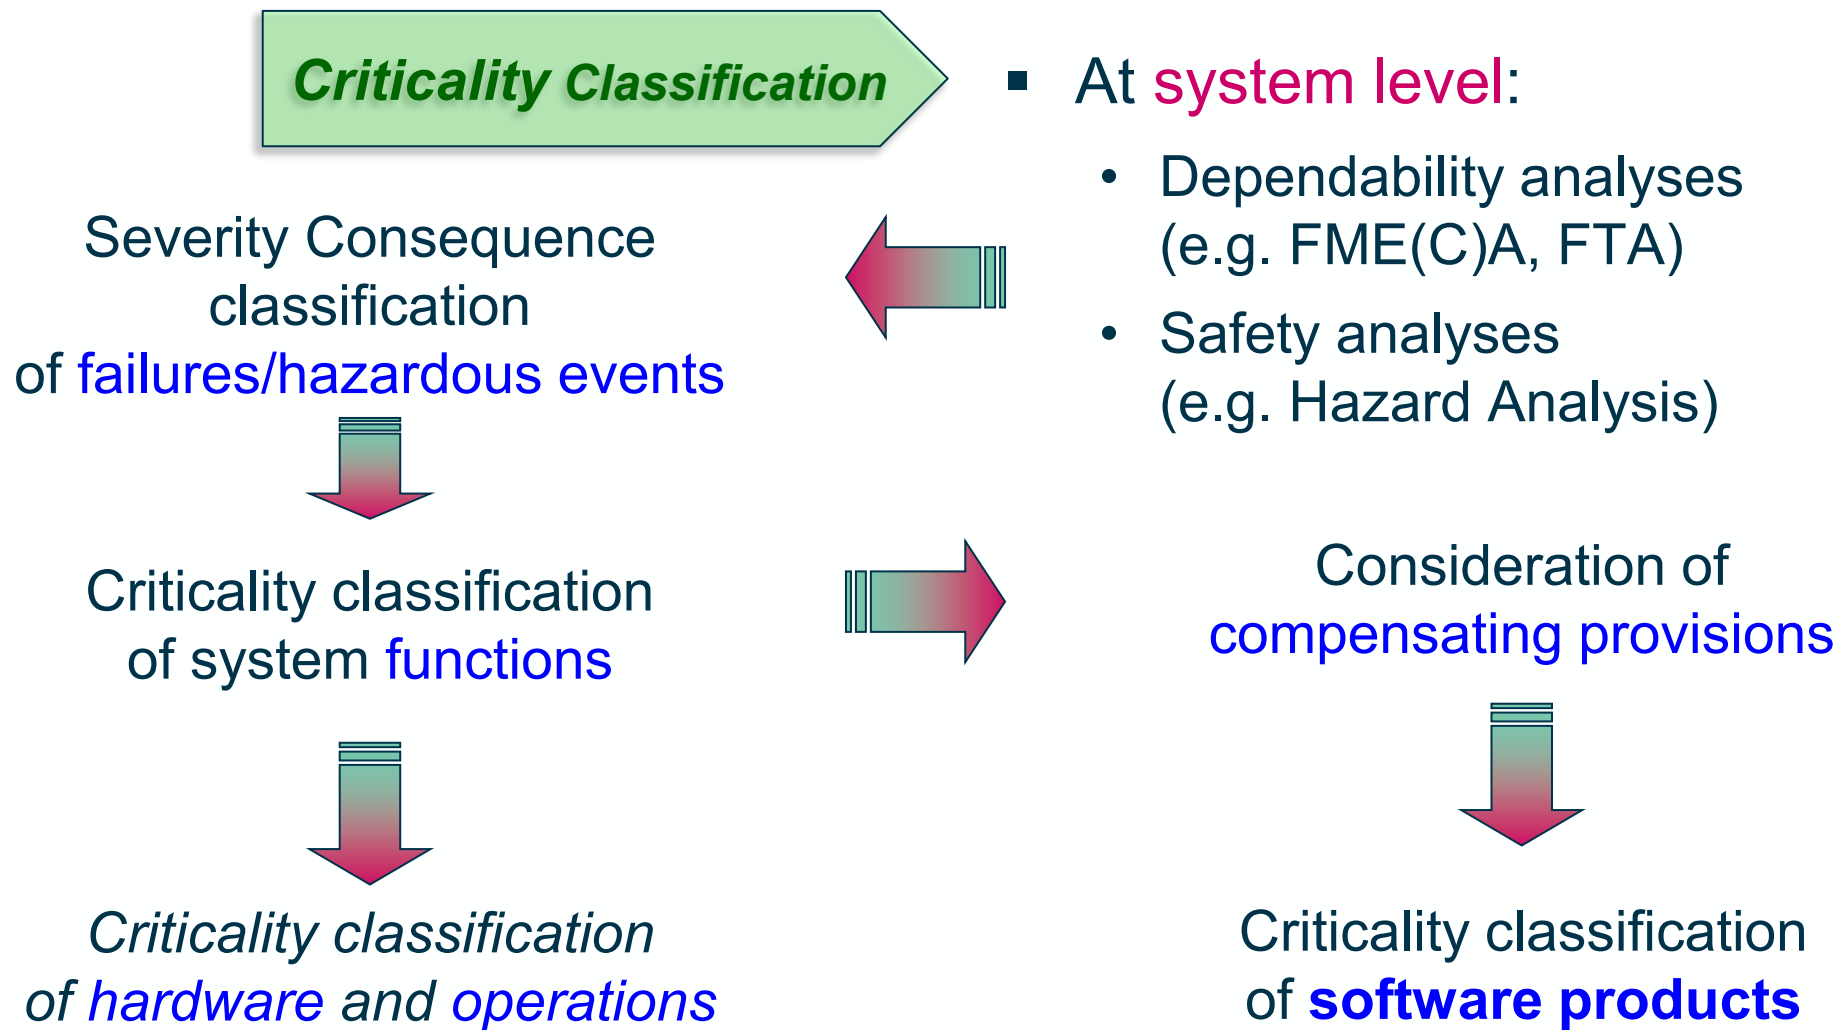 Criticality Classification
▪ At system level:
• Dependability analyses
(e.g. FME(C)A, FTA)
• Safety analyses
(e.g. Hazard Analysis)
Severity Consequence
classification
of failures/hazardous events
Criticality classification
of system functions
Consideration of
compensating provisions
Criticality classification
of hardware and operations
Criticality classification
of software products